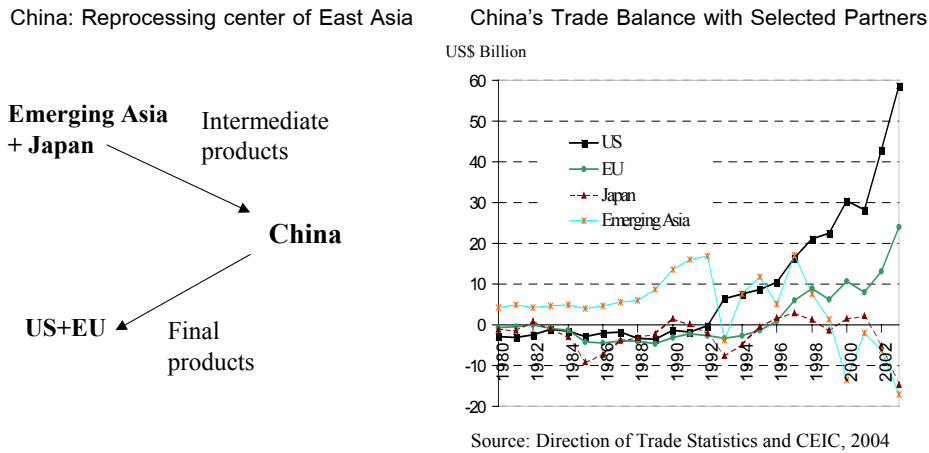 China: Reprocessing center of East Asia
Emerging Asia
+ Japan
Intermediate
products
China
US+EU
Final
products
China's Trade Balance with Selected Partners
US$ Billion
60
50
40
30
20
10
0
-10
-20
US
EU
Japan
Emerging Asia
1980
1982
1984
1986
1988
1990
1992
1994
1996
1998
2000
2002
Source: Direction of Trade Statistics and CEIC, 2004